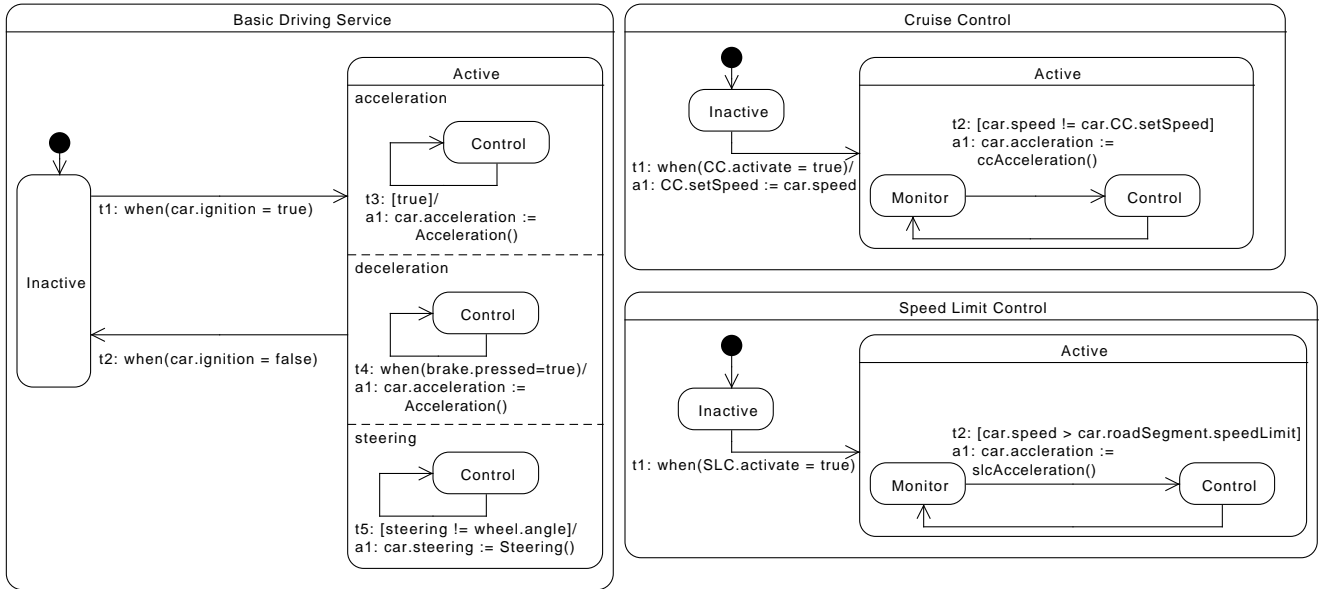 Basic Driving Service
Active
acceleration
Control
t3: [true]/
a1: car.acceleration :=
Acceleration()
t1: when(car.ignition = true)
Inactive
deceleration
Control
t2: when(car.ignition = false)
t4: when(brake.pressed=true)/
a1: car.acceleration :=
Acceleration()
steering
Control
t5: [steering != wheel.angle]/
a1: car.steering := Steering()
Cruise Control
Inactive
t1: when(CC.activate = true)/
a1: CC.setSpeed := car.speed
Active
t2: [car.speed != car.CC.setSpeed]
a1: car.accleration :=
ccAcceleration()
Monitor
Control
Speed Limit Control
Inactive
t1: when(SLC.activate = true)
Active
t2: [car.speed > car.roadSegment.speedLimit]
a1: car.accleration :=
slcAcceleration()
Monitor
Control